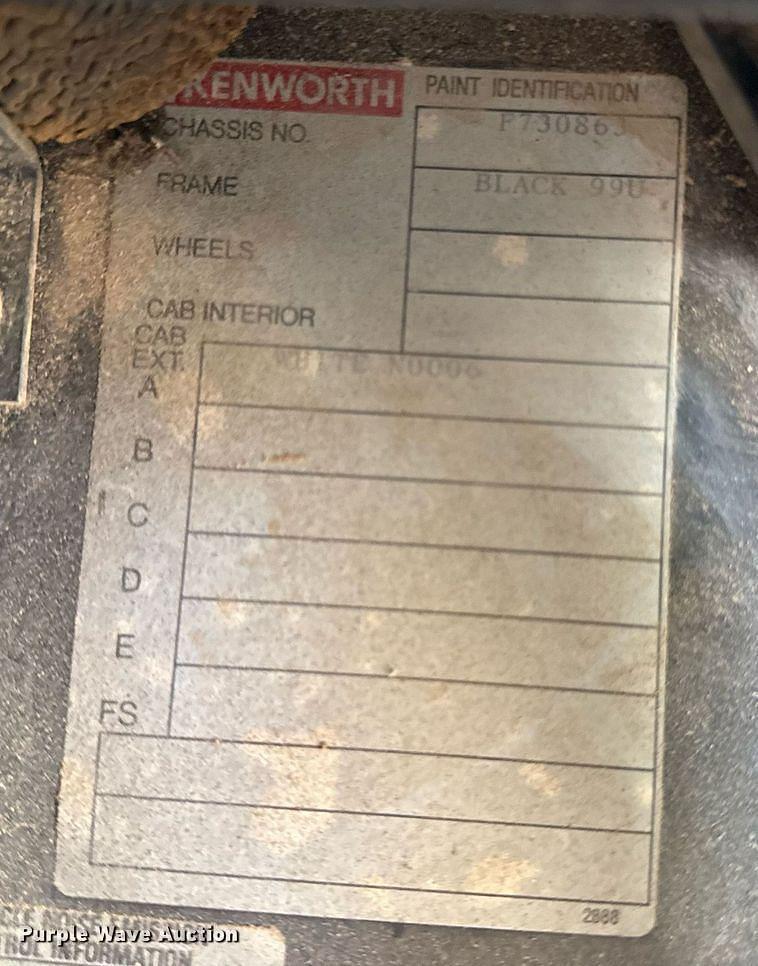 KENWORTH PAINT IDENTIFICATION
CHASSIS NO. F730863
FRAME BLACK 99U
WHEELS
CAB INTERIOR
CAB
EXT.
A WHITE N0006
B
C
D
E
FS
2888
Purple Wave Auction
INFORMATION